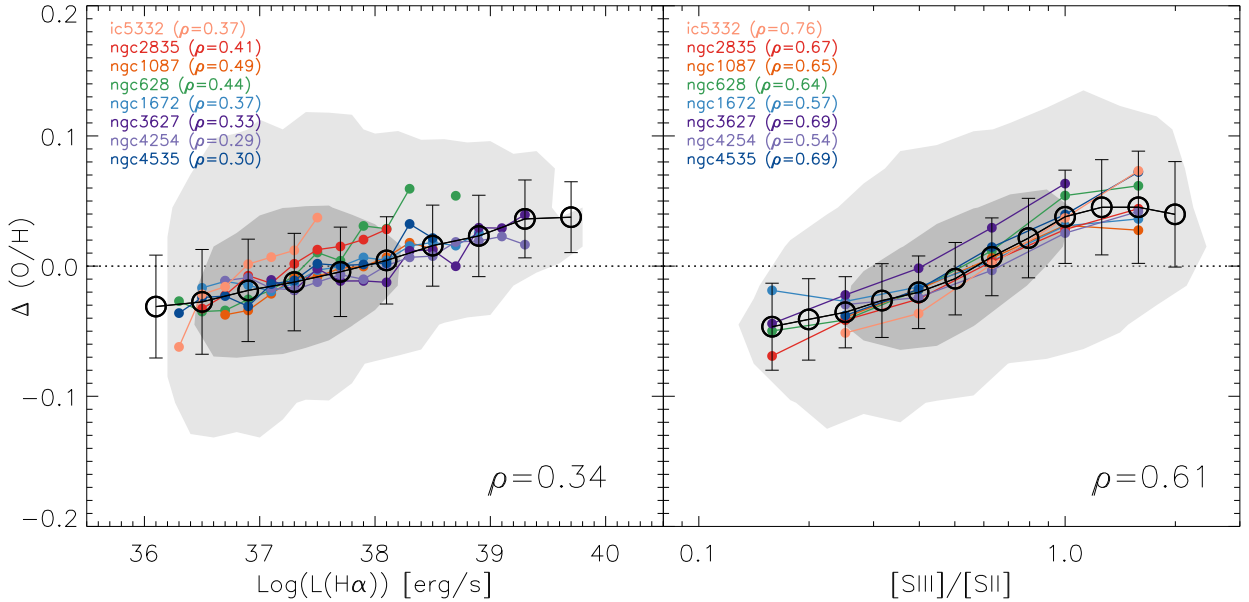 0.2
0.1
0.0
−0.1
−0.2
Δ (O/H)
ic5332 (ρ=0.37)
ngc2835 (ρ=0.41)
ngc1087 (ρ=0.49)
ngc628 (ρ=0.44)
ngc1672 (ρ=0.37)
ngc3627 (ρ=0.33)
ngc4254 (ρ=0.29)
ngc4535 (ρ=0.30)
ρ=0.34
36 37 38 39 40
Log(L(Hα)) [erg/s]
ic5332 (ρ=0.76)
ngc2835 (ρ=0.67)
ngc1087 (ρ=0.65)
ngc628 (ρ=0.64)
ngc1672 (ρ=0.57)
ngc3627 (ρ=0.69)
ngc4254 (ρ=0.54)
ngc4535 (ρ=0.69)
ρ=0.61
0.1 1.0
[SIII]/[SII]